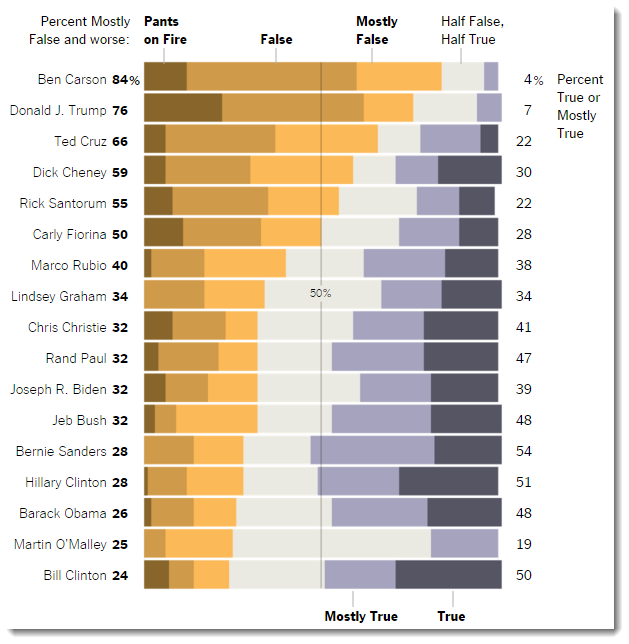 Percent Mostly
False and worse:
Pants
on Fire
False
Mostly
False
Half False,
Half True
Ben Carson 84% 4% Percent
True or
Mostly
True
Donald J. Trump 76 7
Ted Cruz 66 22
Dick Cheney 59 30
Rick Santorum 55 22
Carly Fiorina 50 28
Marco Rubio 40 38
Lindsey Graham 34 50% 34
Chris Christie 32 41
Rand Paul 32 47
Joseph R. Biden 32 39
Jeb Bush 32 48
Bernie Sanders 28 54
Hillary Clinton 28 51
Barack Obama 26 48
Martin O'Malley 25 19
Bill Clinton 24 50
Mostly True True